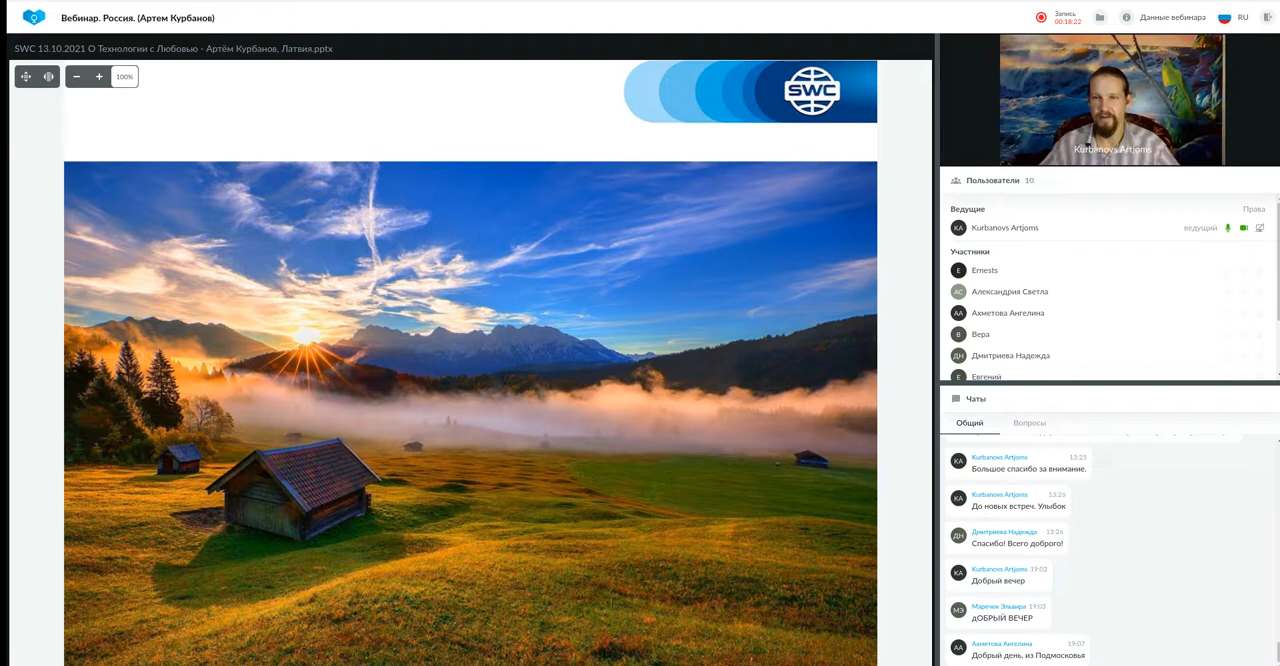 Вебинар. Россия. (Артем Курбанов)
Запись
00:18:22
Данные вебинара
RU
SWC 13.10.2021 О Технологии с Любовью - Артём Курбанов, Латвия.pptx
100%
SWC
Kurbanovs Artjoms
Пользователи 10
Ведущие Права
KA Kurbanovs Artjoms ведущий
Участники
E Ernests
АС Александрия Светла
АА Ахметова Ангелина
В Вера
ДН Дмитриева Надежда
Е Евгений
Чаты
Общий Вопросы
KA Kurbanovs Artjoms 13:25
Большое спасибо за внимание.
KA Kurbanovs Artjoms 13:26
До новых встреч. Улыбок
ДН Дмитриева Надежда 13:26
Спасибо! Всего доброго!
KA Kurbanovs Artjoms 19:02
Добрый вечер
МЭ Маречек Эльвира 19:03
дОБРЫЙ ВЕЧЕР
АА Ахметова Ангелина 19:07
Добрый день, из Подмосковья